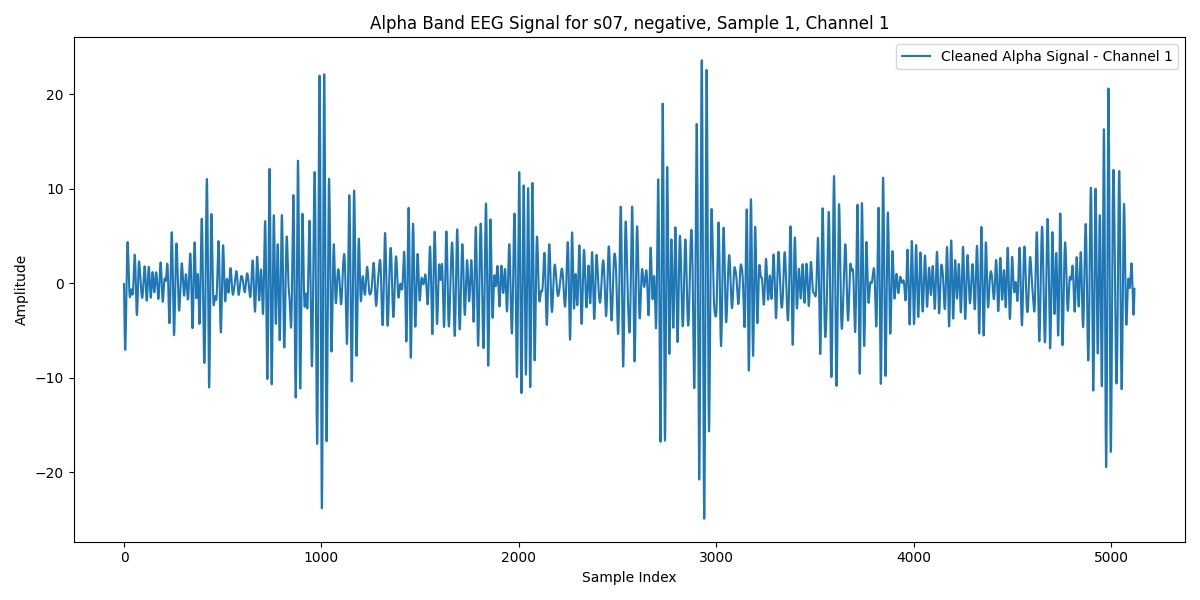 Alpha Band EEG Signal for s07, negative, Sample 1, Channel 1
Cleaned Alpha Signal - Channel 1
Amplitude
20
10
0
−10
−20
0 1000 2000 3000 4000 5000
Sample Index